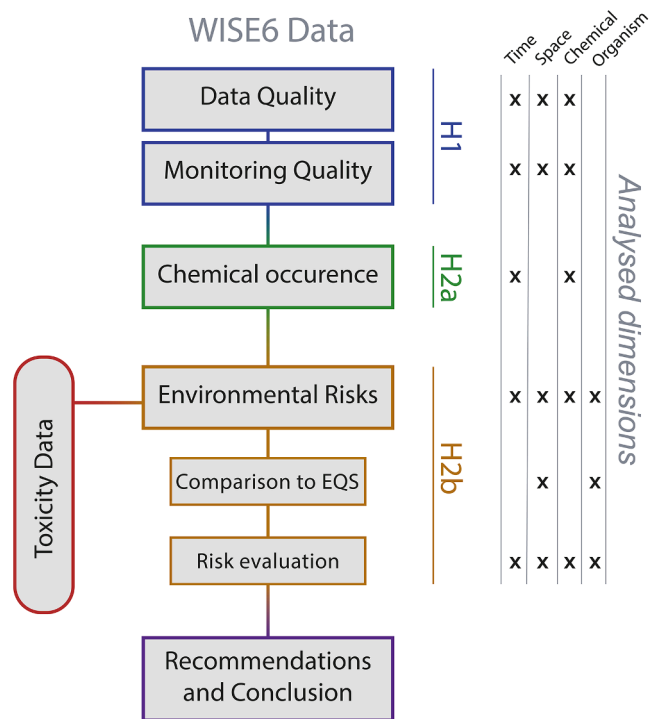 WISE6 Data
Time
Space
Chemical
Organism
Data Quality
H1
x x x
Monitoring Quality
x x x
Chemical occurence
H2a
x x
Analysed dimensions
Environmental Risks
x x x x
Toxicity Data
H2b
Comparison to EQS
x x
Risk evaluation
x x x x
Recommendations
and Conclusion